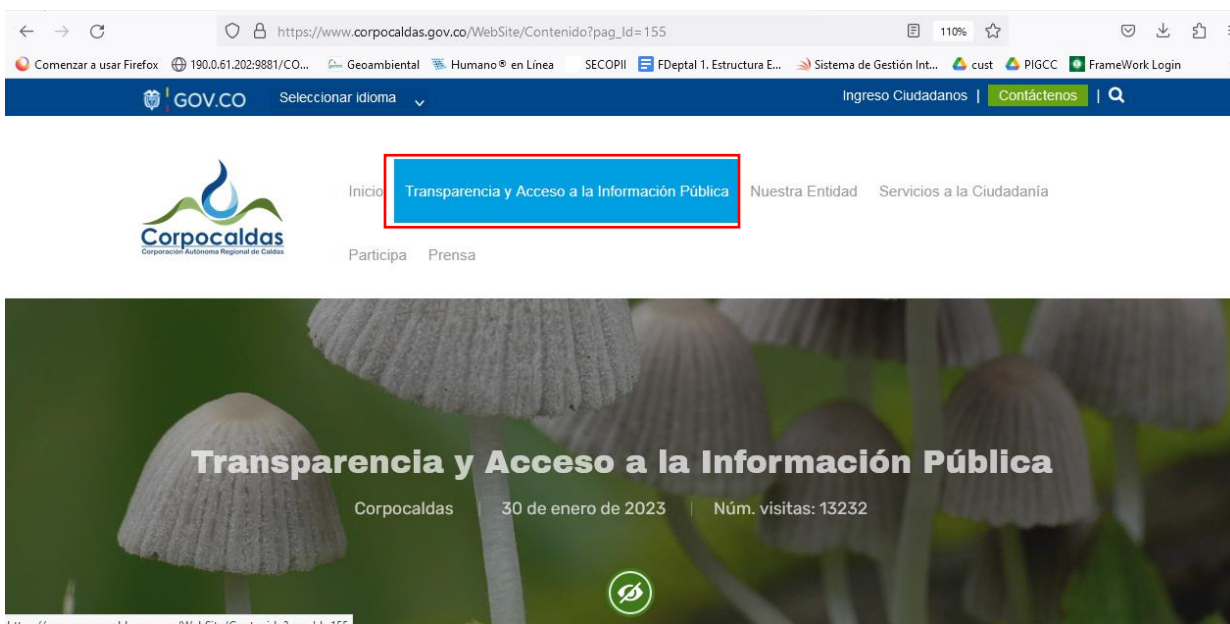 https://www.corpocaldas.gov.co/WebSite/Contenido?pag_Id=155 110%
Comenzar a usar Firefox 190.0.61.202:9881/CO... Geoambiental Humano® en Línea SECOPII FDeptal 1. Estructura E... Sistema de Gestión Int... cust PIGCC FrameWork Login
GOV.CO Seleccionar idioma Ingreso Ciudadanos | Contáctenos |
Inicio Transparencia y Acceso a la Información Pública Nuestra Entidad Servicios a la Ciudadanía
Corpocaldas
Corporación Autónoma Regional de Caldas
Participa Prensa
Transparencia y Acceso a la Información Pública
Corpocaldas | 30 de enero de 2023 | Núm. visitas: 13232